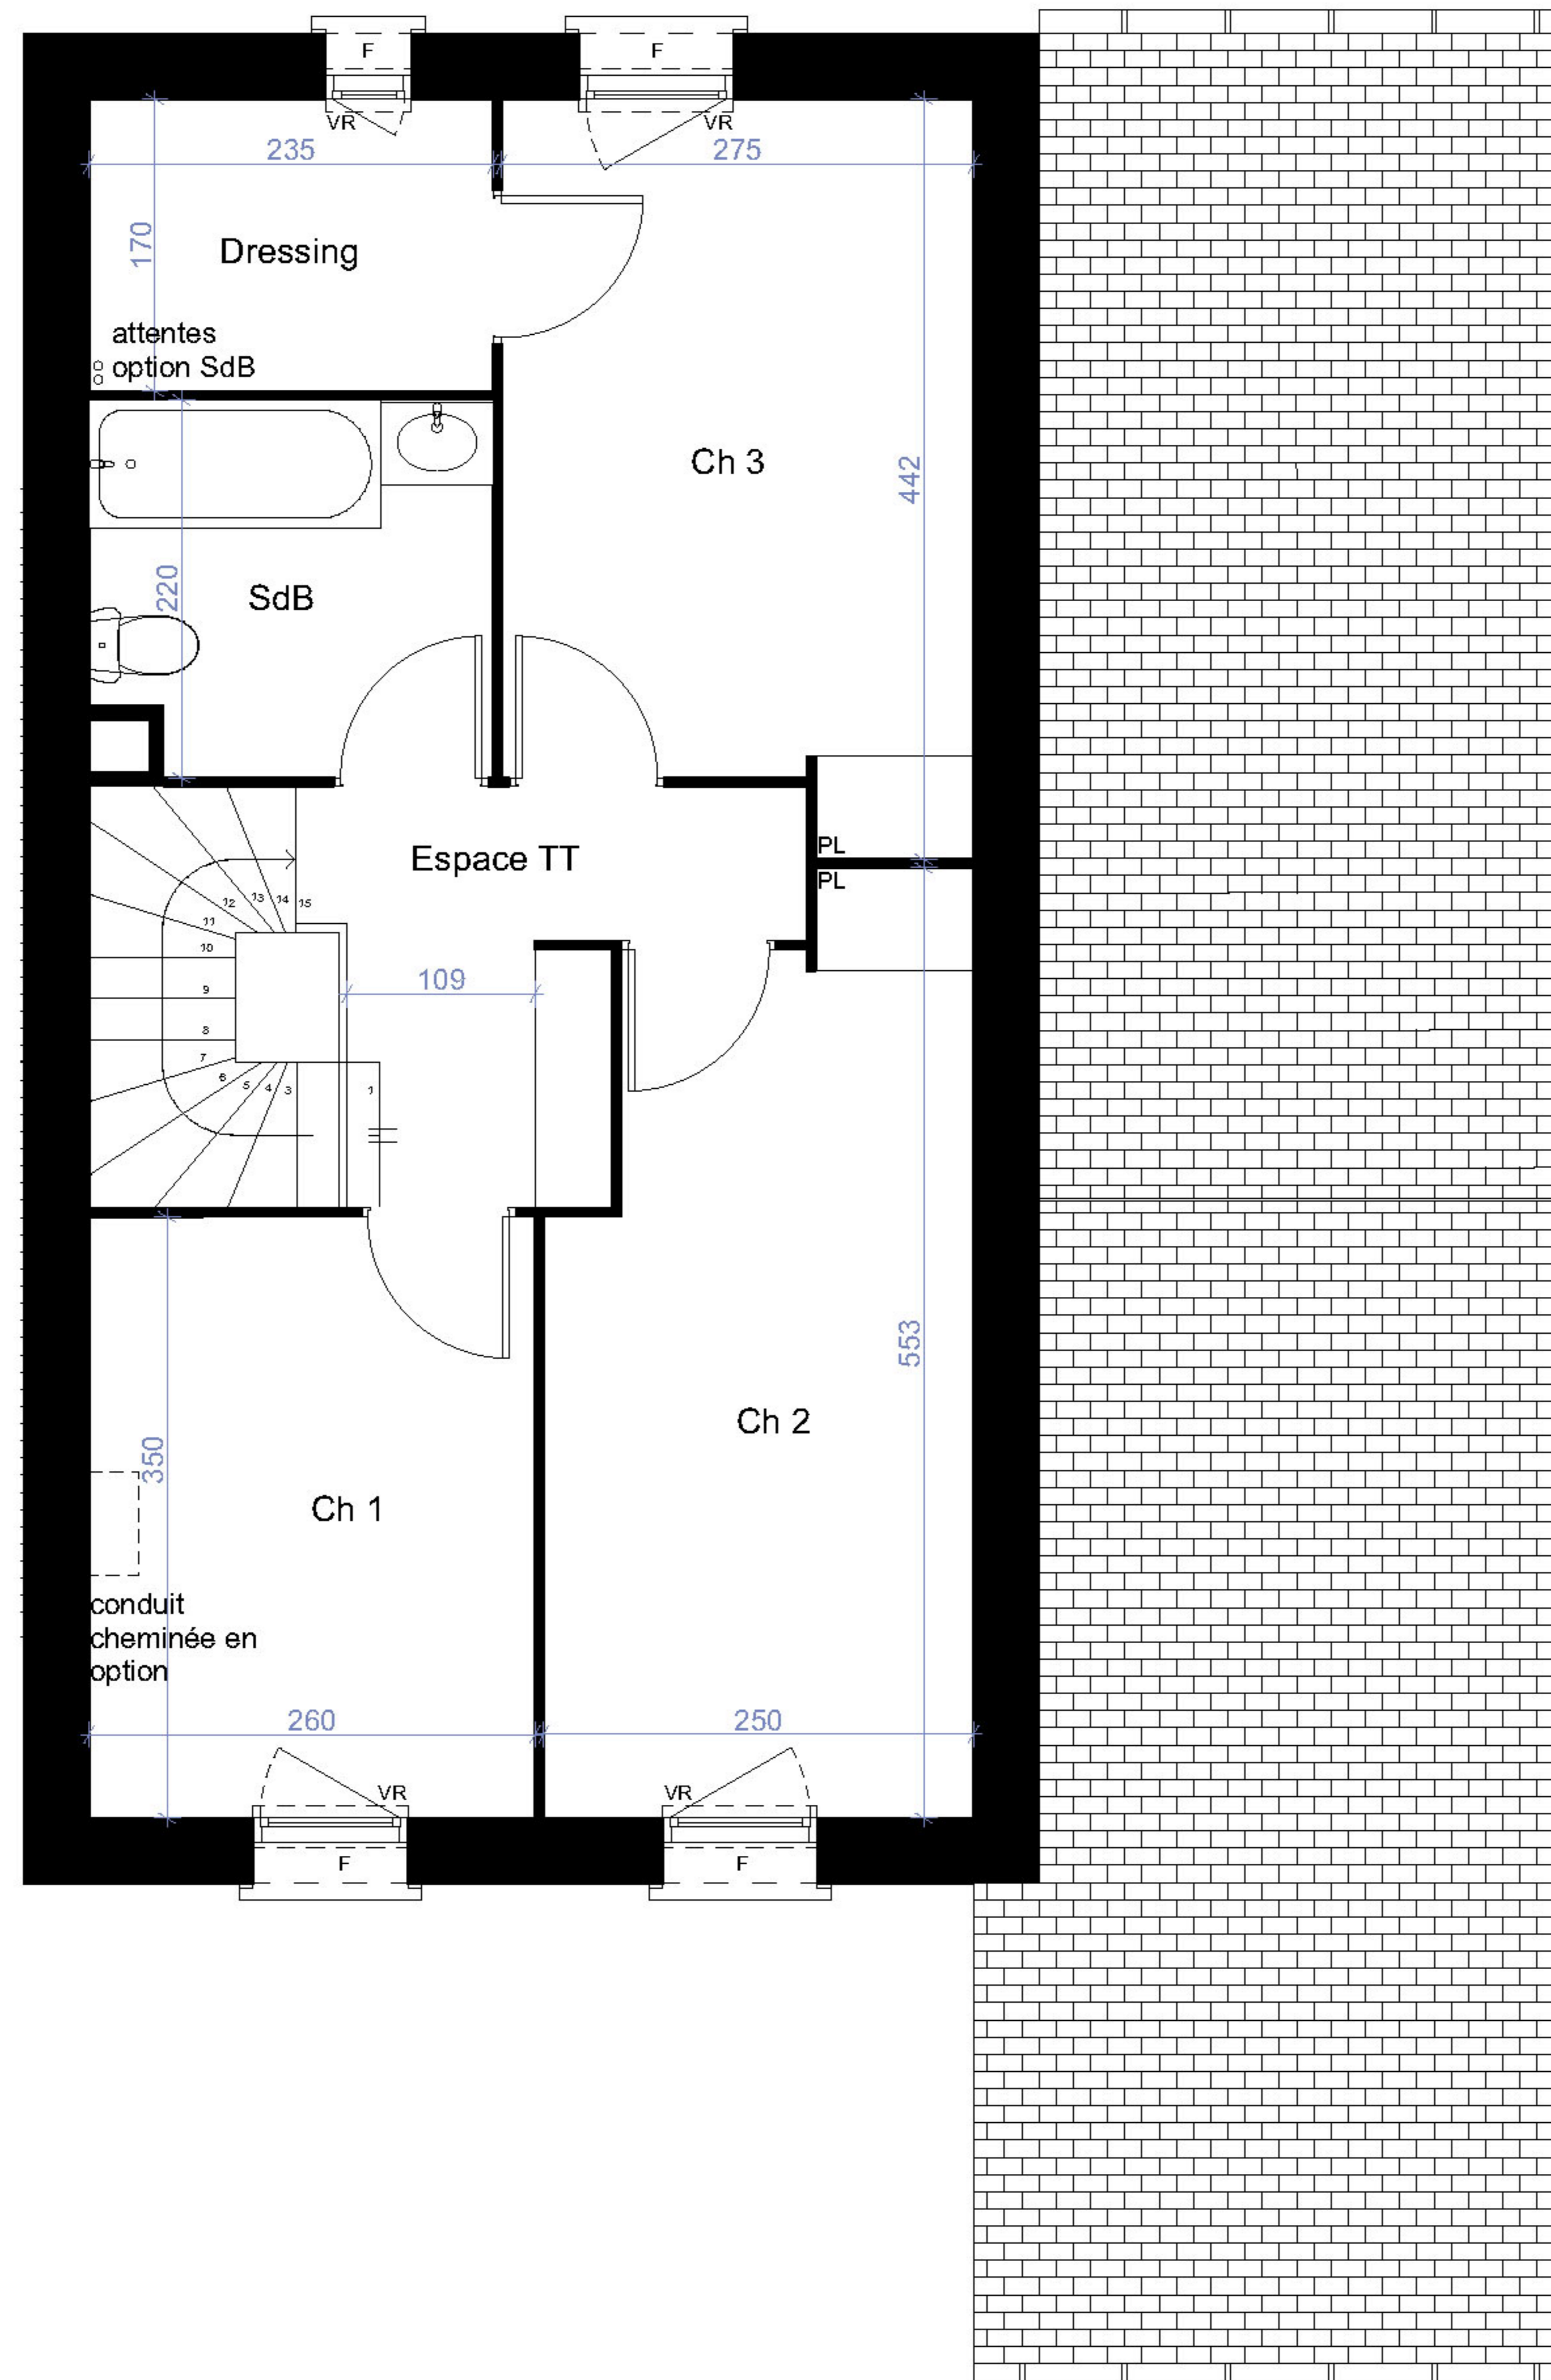 F
F
VR
VR
235
275
170
Dressing
attentes
option SdB
Ch 3
442
220
SdB
PL
Espace TT
PL
15
14
13
12
11
10
9
8
7
6
5
4
3
1
109
553
Ch 2
350
Ch 1
conduit
cheminée en
option
260
250
VR
VR
F
F